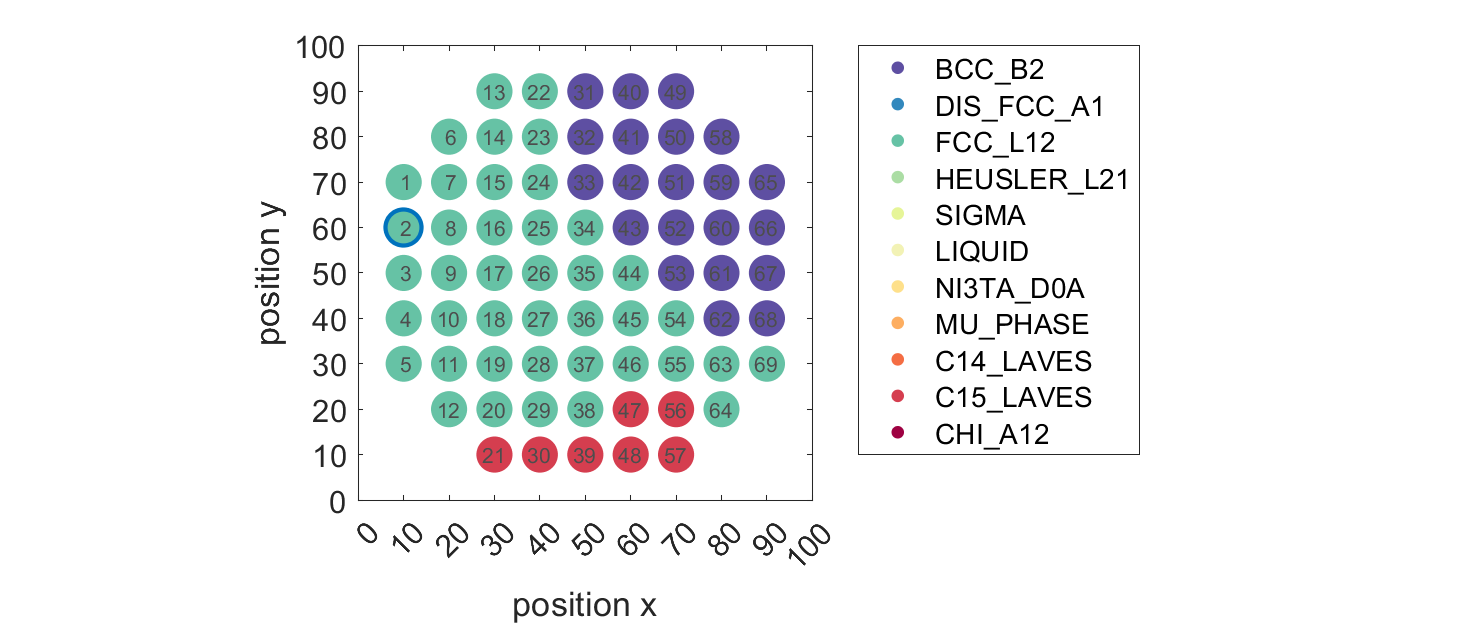 100
90
80
70
60
50
40
30
20
10
0
position y
13 22 31 40 49
6 14 23 32 41 50 58
1 7 15 24 33 42 51 59 65
2 8 16 25 34 43 52 60 66
3 9 17 26 35 44 53 61 67
4 10 18 27 36 45 54 62 68
5 11 19 28 37 46 55 63 69
12 20 29 38 47 56 64
21 30 39 48 57
0 10 20 30 40 50 60 70 80 90 100
position x
BCC_B2
DIS_FCC_A1
FCC_L12
HEUSLER_L21
SIGMA
LIQUID
NI3TA_D0A
MU_PHASE
C14_LAVES
C15_LAVES
CHI_A12